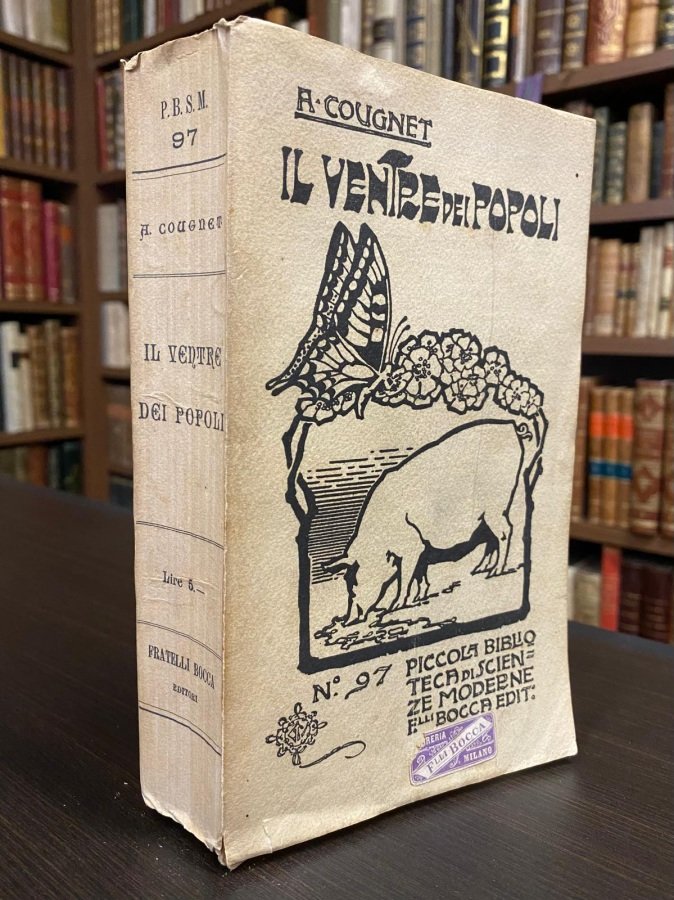 P.B.S.M.
97
A. COUGNET
IL VENTRE
DEI POPOLI
Lire 5.—
FRATELLI BOCCA
EDITORI
A. COUGNET
IL VENTRE DEI POPOLI
N.º 97
PICCOLA BIBLIO
TECA DI SCIEN=
ZE MODERNE
F.LLI BOCCA EDIT.
LIBRERIA
F.LLI BOCCA
MILANO